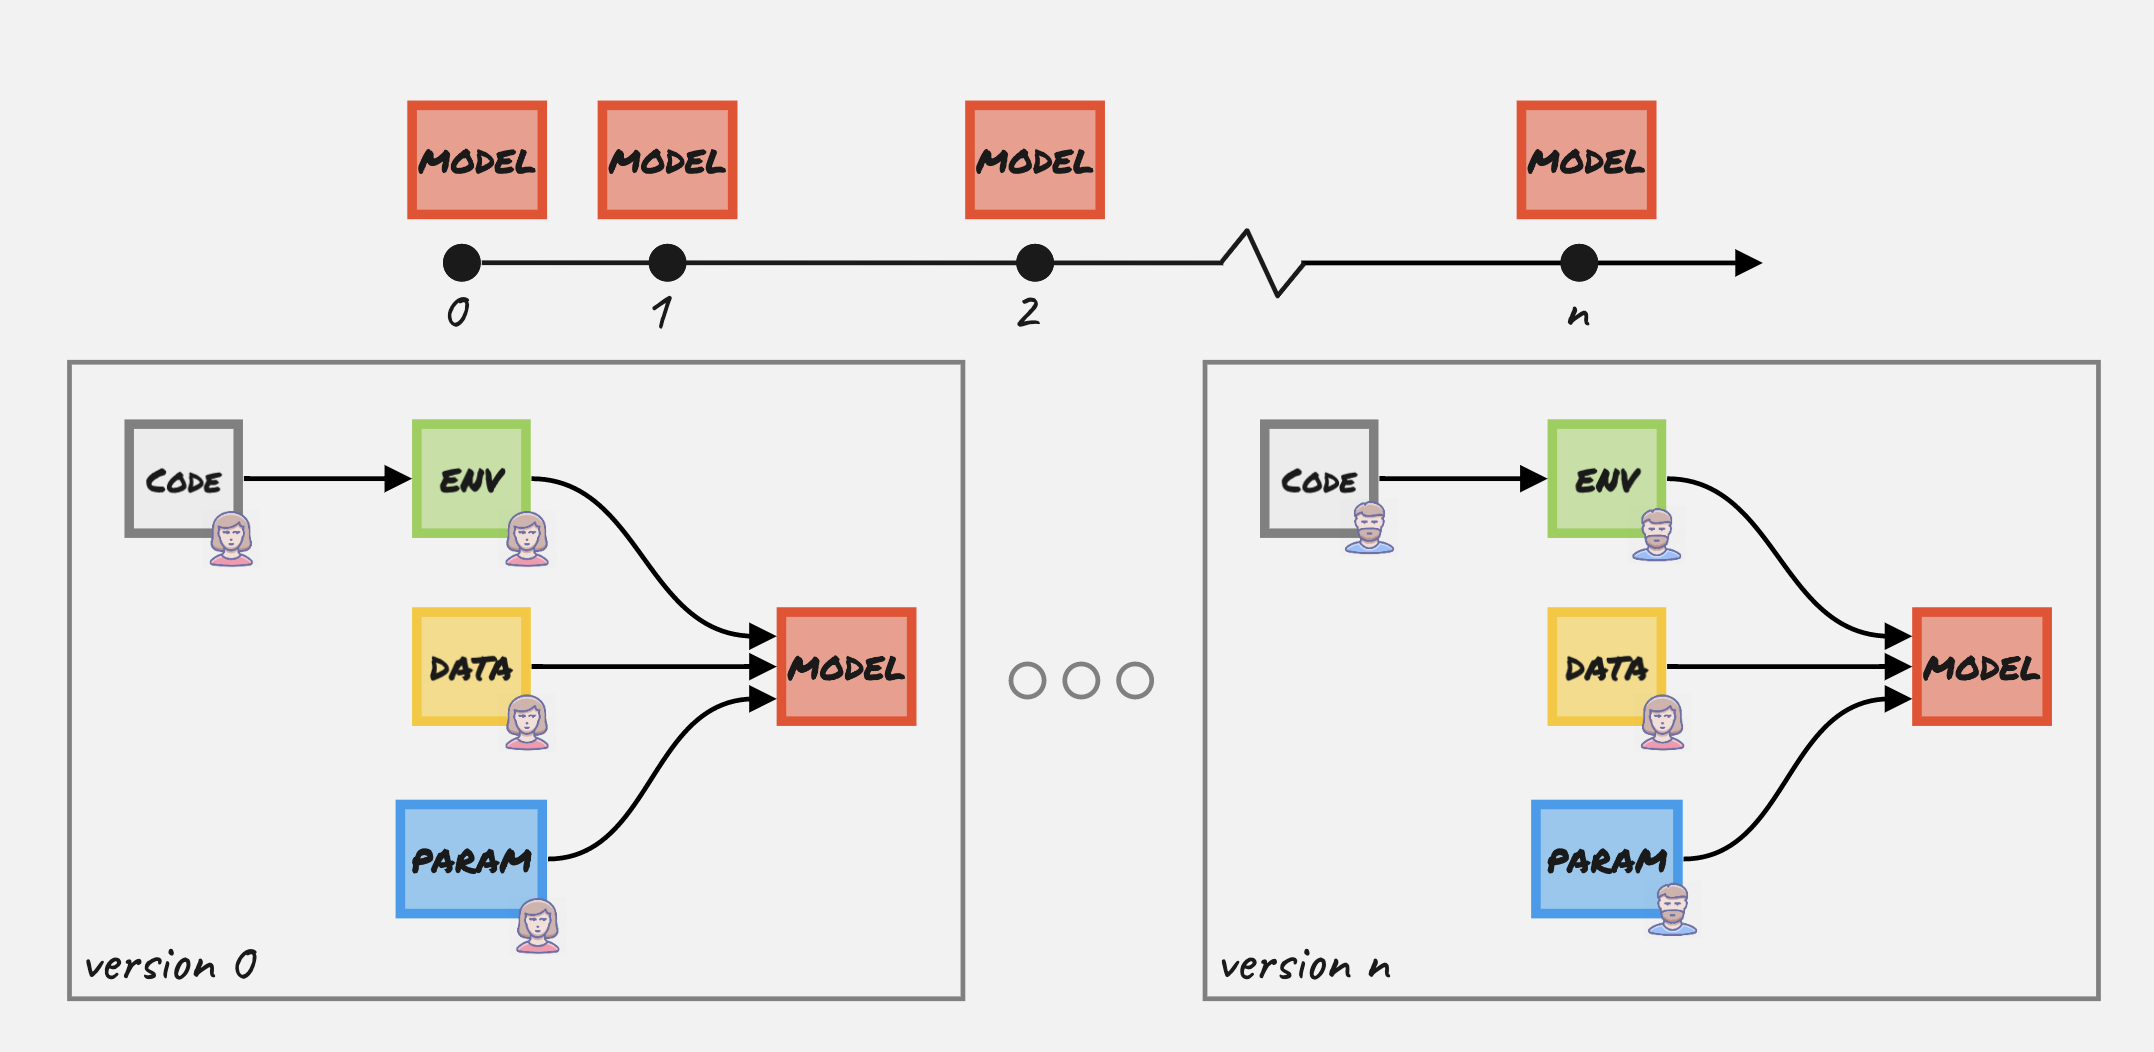 MODEL MODEL MODEL MODEL
0 1 2 n
CODE ENV
DATA MODEL
PARAM
version 0
CODE ENV
DATA MODEL
PARAM
version n